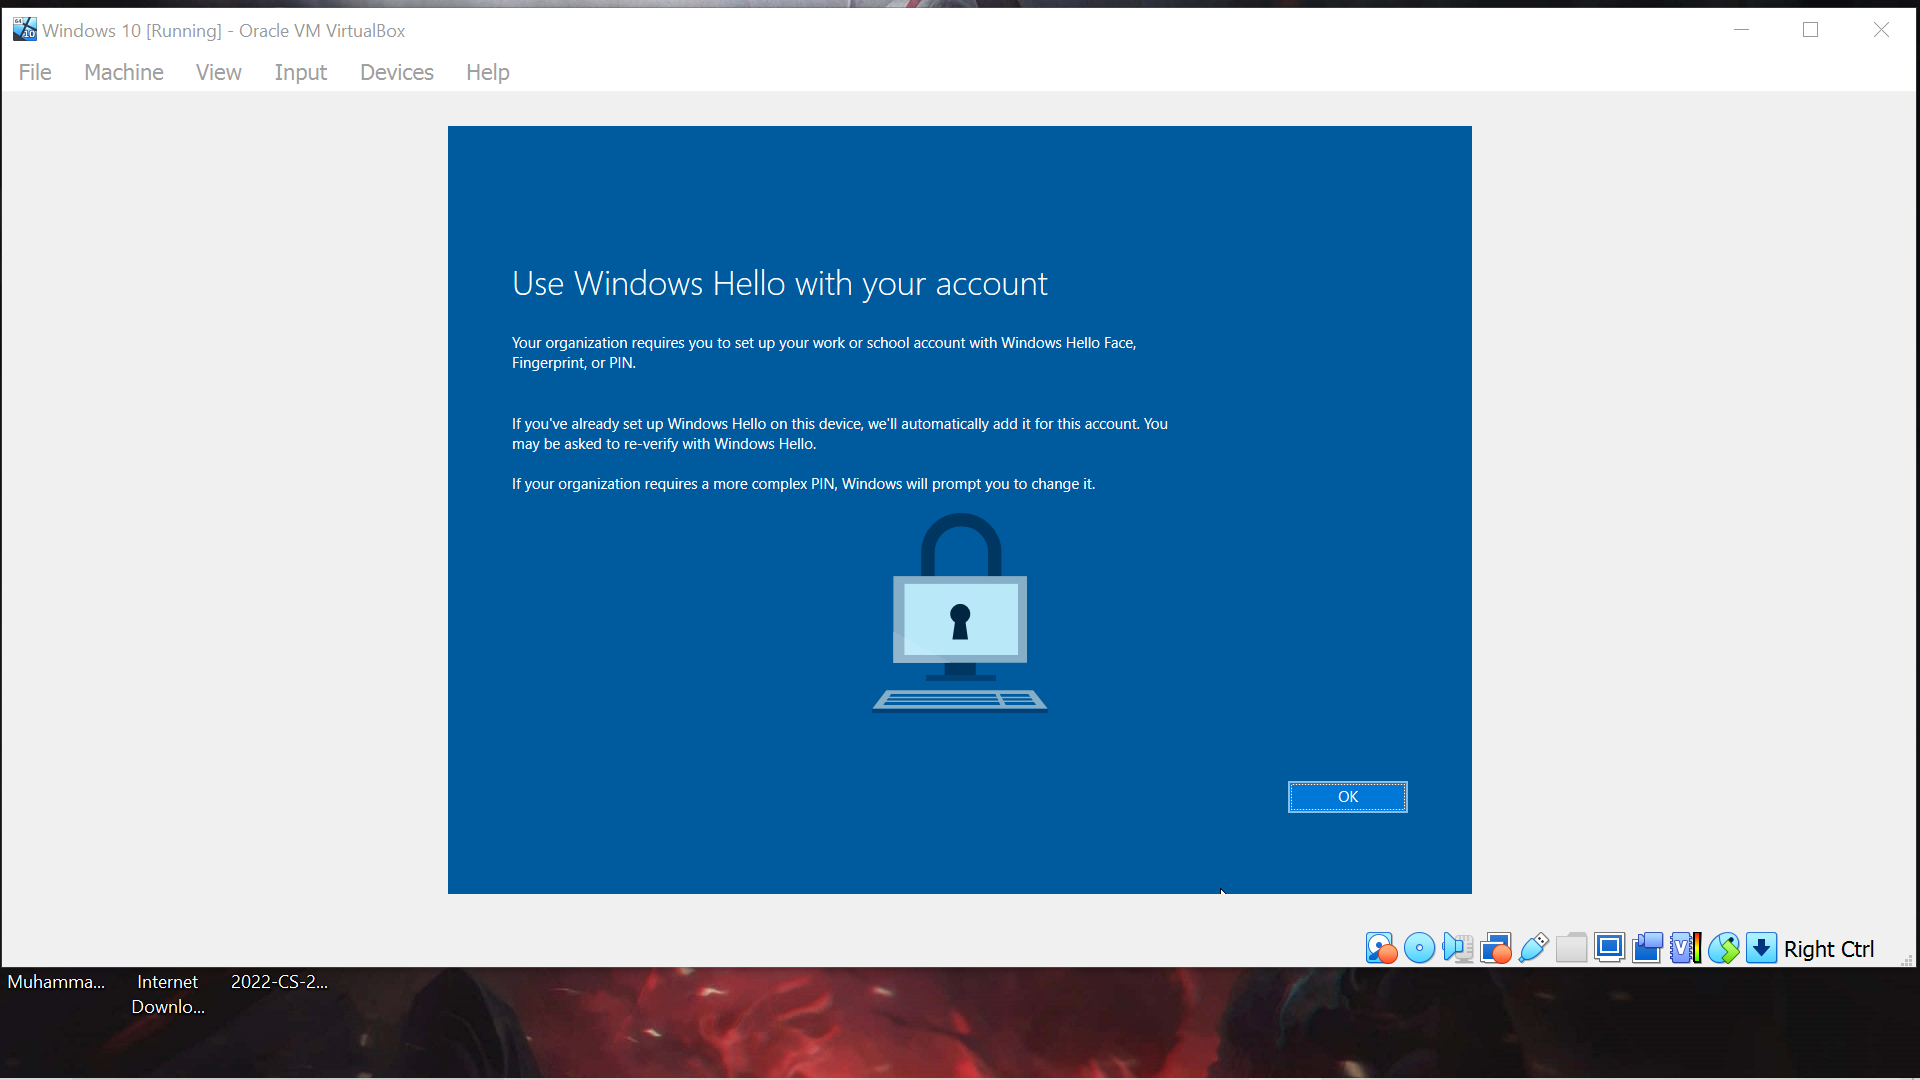 Windows 10 [Running] - Oracle VM VirtualBox
File Machine View Input Devices Help
Use Windows Hello with your account
Your organization requires you to set up your work or school account with Windows Hello Face,
Fingerprint, or PIN.
If you've already set up Windows Hello on this device, we'll automatically add it for this account. You
may be asked to re-verify with Windows Hello.
If your organization requires a more complex PIN, Windows will prompt you to change it.
OK
Right Ctrl
Muhamma...
Internet
Downlo...
2022-CS-2...